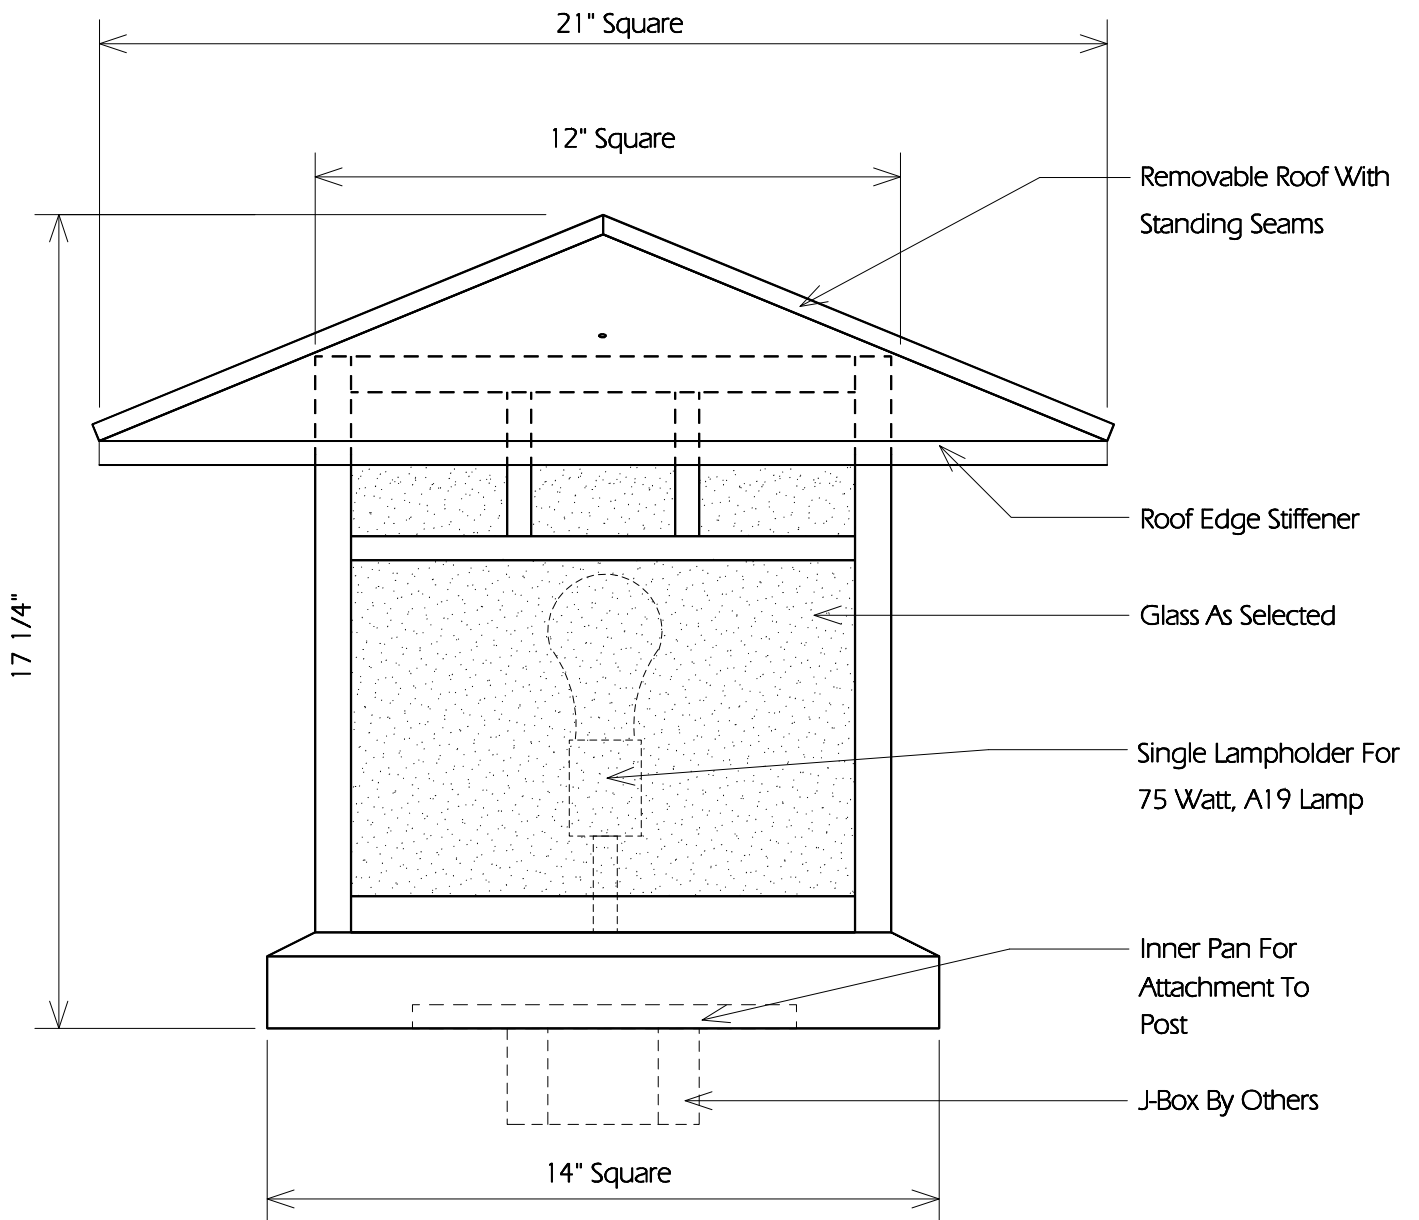 21" Square
12" Square
Removable Roof With
Standing Seams
Roof Edge Stiffener
17 1/4"
Glass As Selected
Single Lampholder For
75 Watt, A19 Lamp
Inner Pan For
Attachment To
Post
J-Box By Others
14" Square